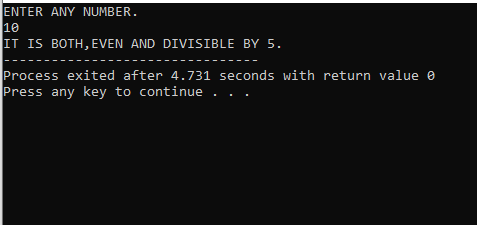 ENTER ANY NUMBER.
10
IT IS BOTH,EVEN AND DIVISIBLE BY 5.
--------------------------------
Process exited after 4.731 seconds with return value 0
Press any key to continue . . .